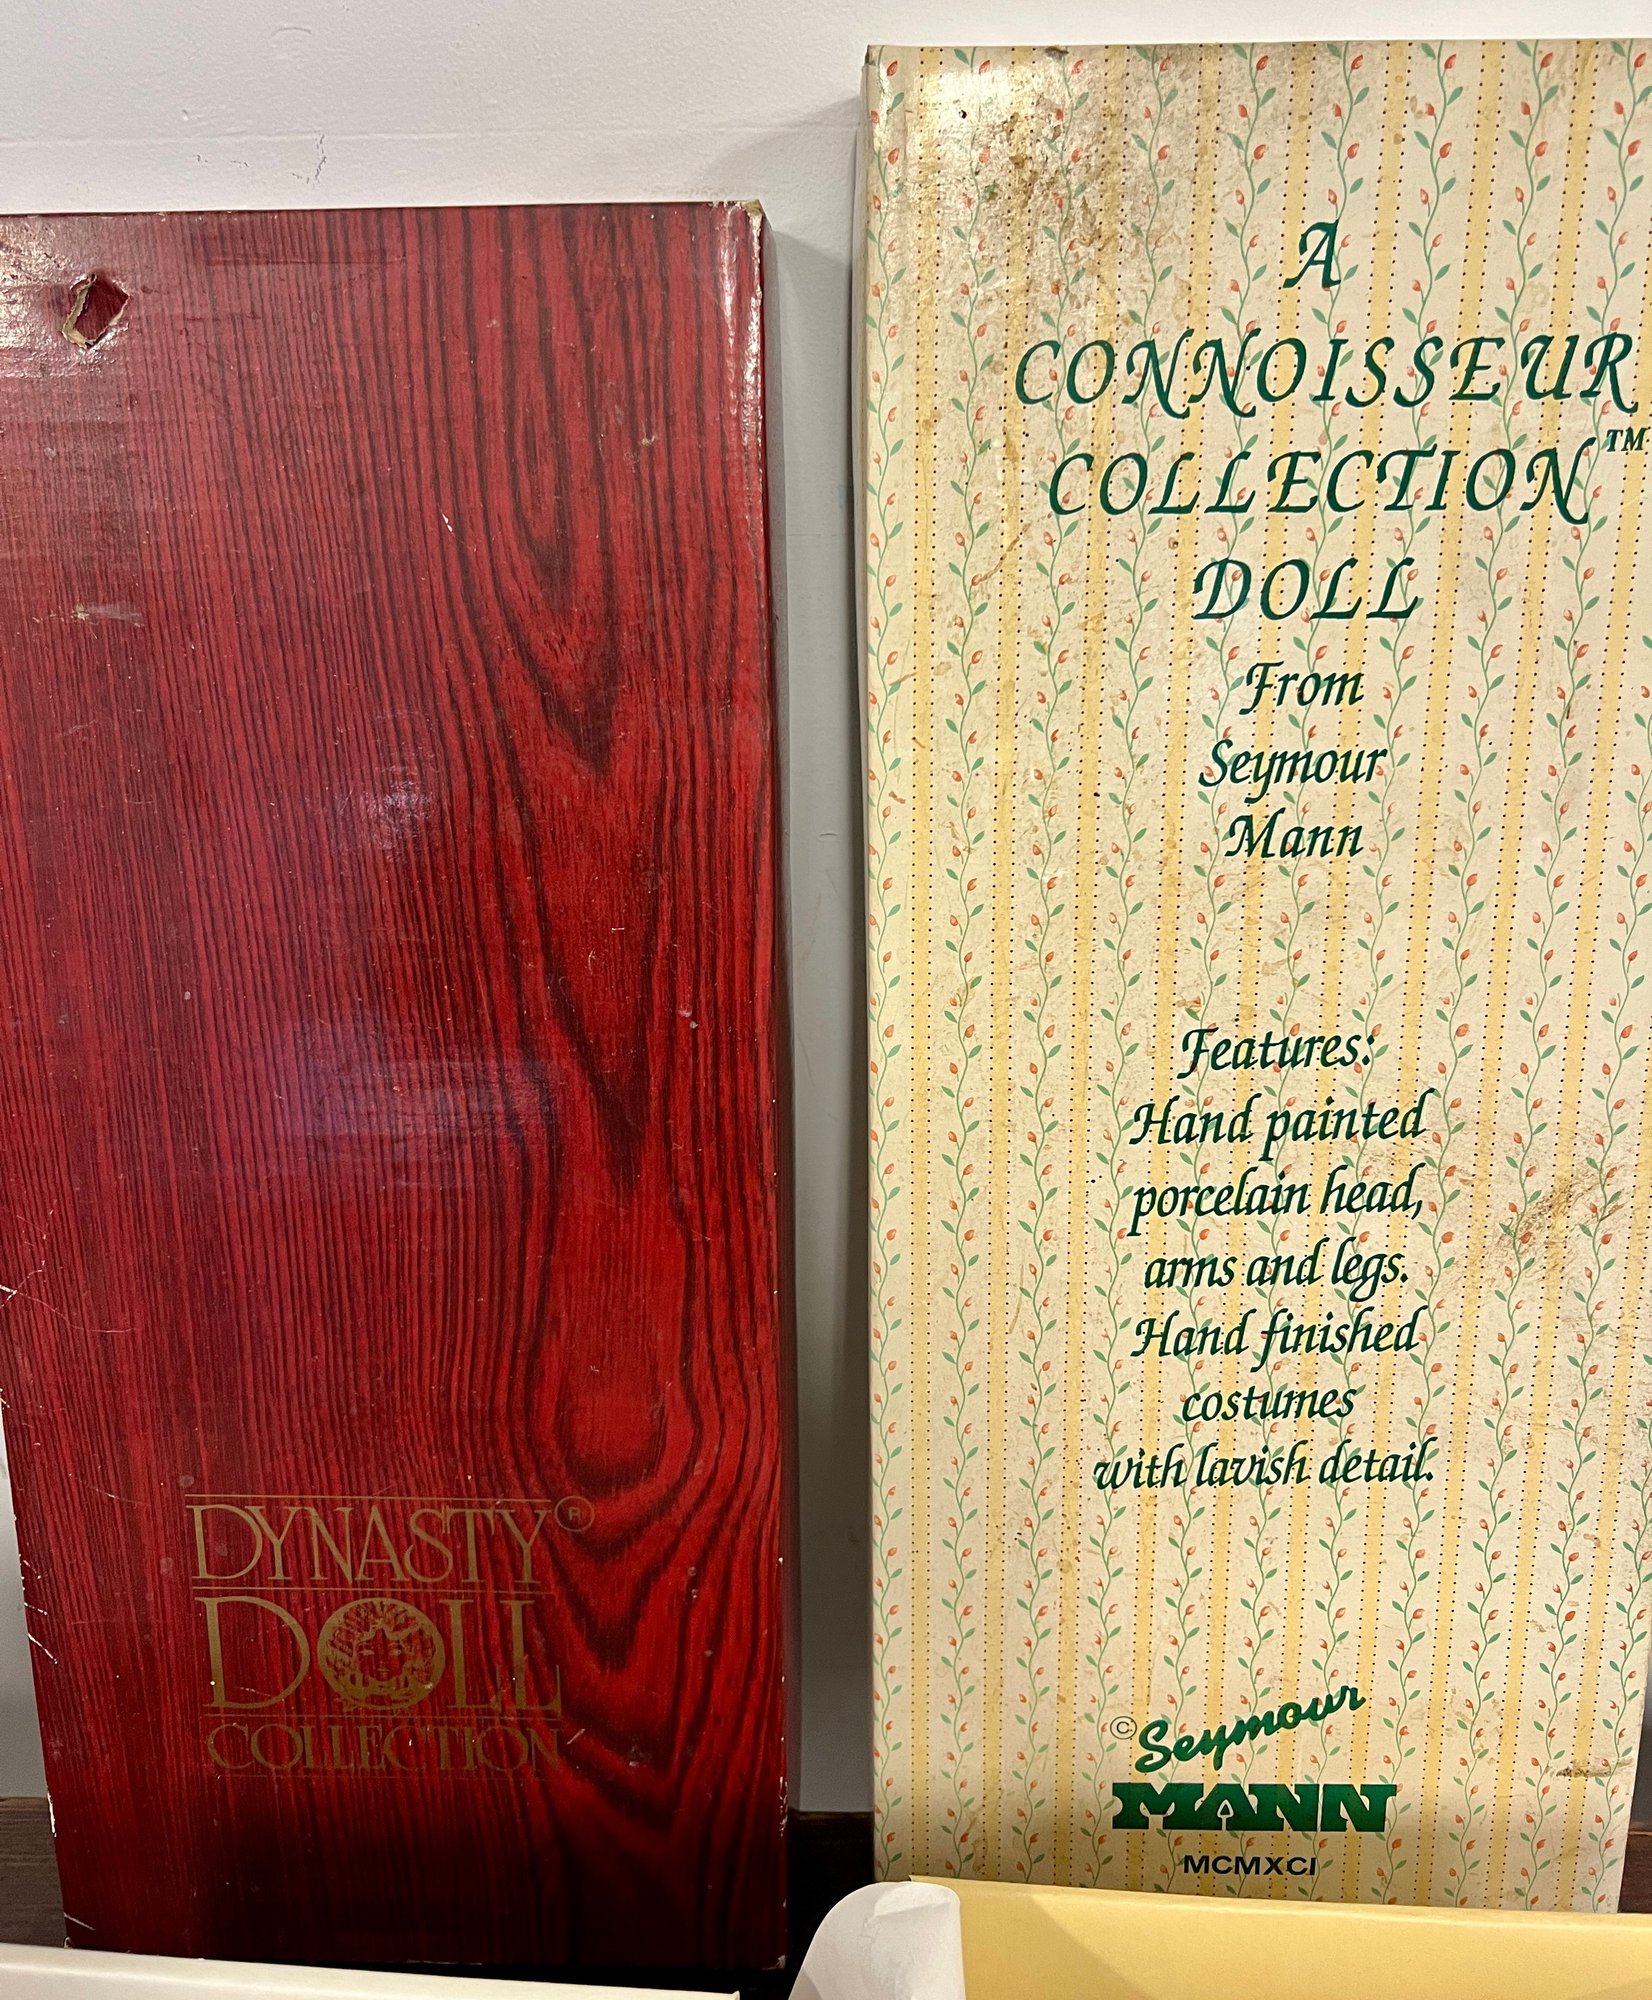 DYNASTY®
DOLL
COLLECTION
A
CONNOISSEUR
COLLECTION™
DOLL
From
Seymour
Mann
Features:
Hand painted
porcelain head,
arms and legs.
Hand finished
costumes
with lavish detail.
© Seymour
MANN
MCMXCI